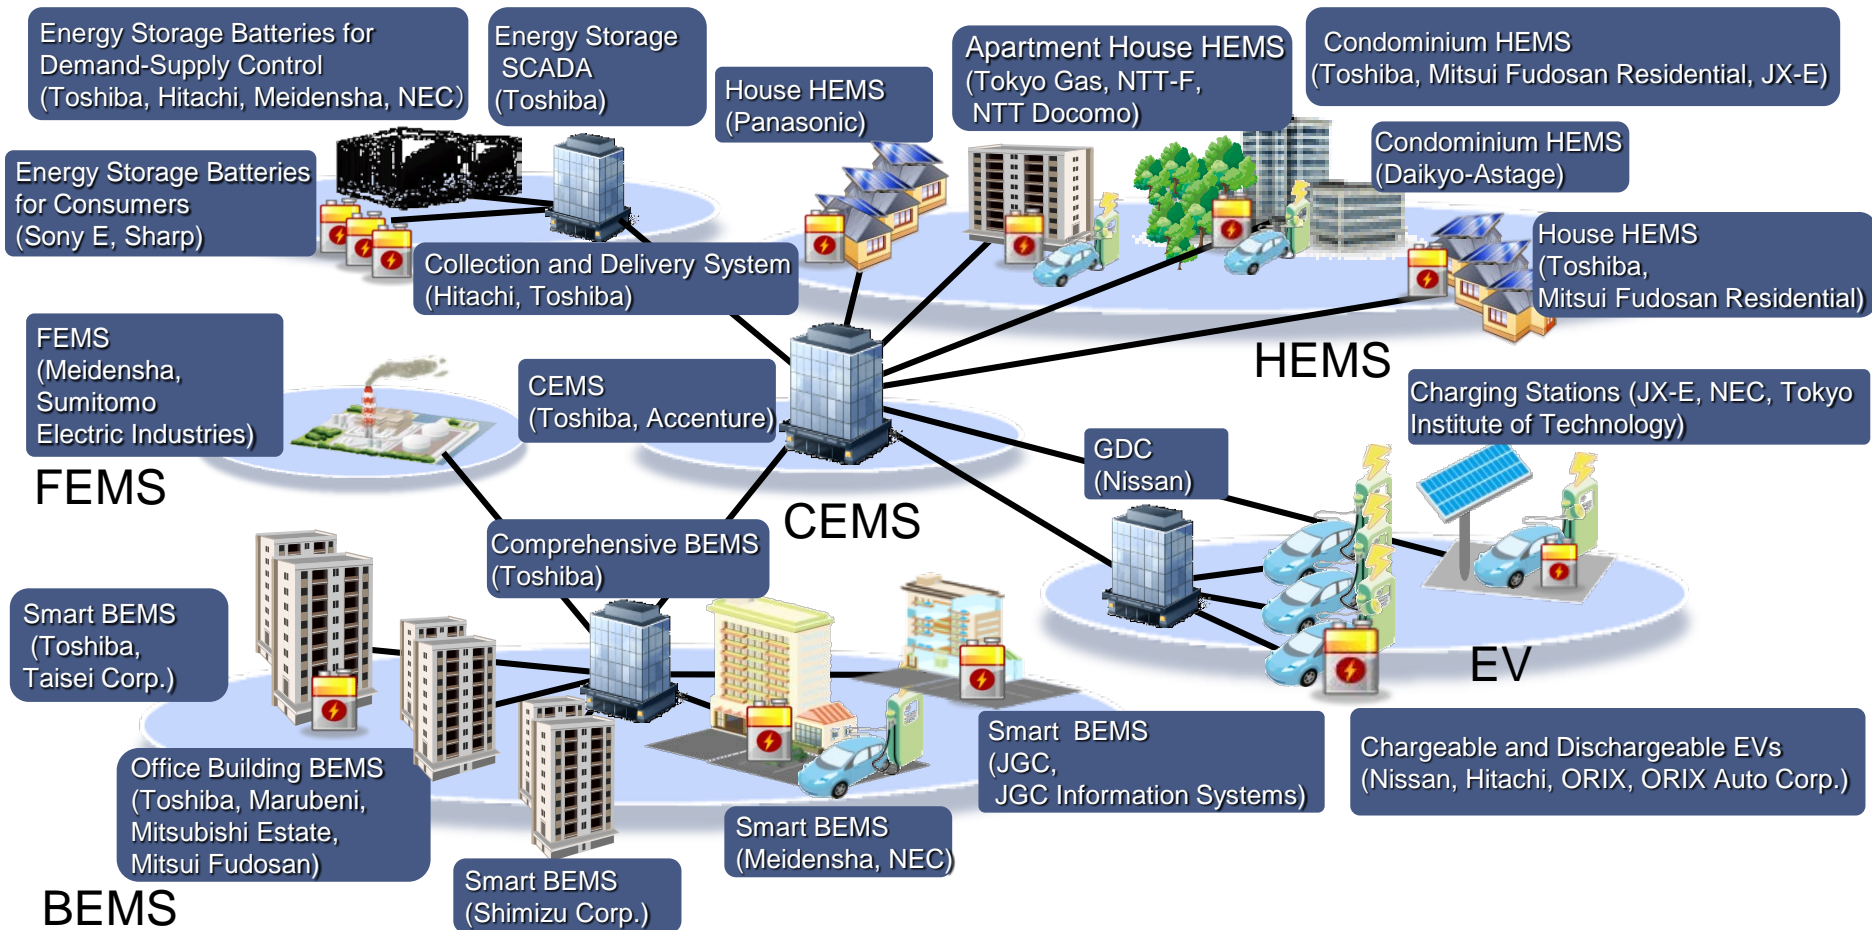 Energy Storage Batteries for
Demand-Supply Control
(Toshiba, Hitachi, Meidensha, NEC）
Energy Storage
SCADA
(Toshiba)
House HEMS
(Panasonic)
Apartment House HEMS
(Tokyo Gas, NTT-F,
NTT Docomo)
Condominium HEMS
(Toshiba, Mitsui Fudosan Residential, JX-E)
Condominium HEMS
(Daikyo-Astage)
Energy Storage Batteries
for Consumers
(Sony E, Sharp)
Collection and Delivery System
(Hitachi, Toshiba)
House HEMS
(Toshiba,
Mitsui Fudosan Residential)
HEMS
FEMS
(Meidensha,
Sumitomo
Electric Industries)
FEMS
CEMS
(Toshiba, Accenture)
CEMS
Charging Stations (JX-E, NEC, Tokyo
Institute of Technology)
GDC
(Nissan)
EV
Comprehensive BEMS
(Toshiba)
Smart BEMS
(Toshiba,
Taisei Corp.)
Office Building BEMS
(Toshiba, Marubeni,
Mitsubishi Estate,
Mitsui Fudosan)
Smart BEMS
(Shimizu Corp.)
Smart BEMS
(Meidensha, NEC)
Smart  BEMS
(JGC,
JGC Information Systems)
Chargeable and Dischargeable EVs
(Nissan, Hitachi, ORIX, ORIX Auto Corp.)
BEMS